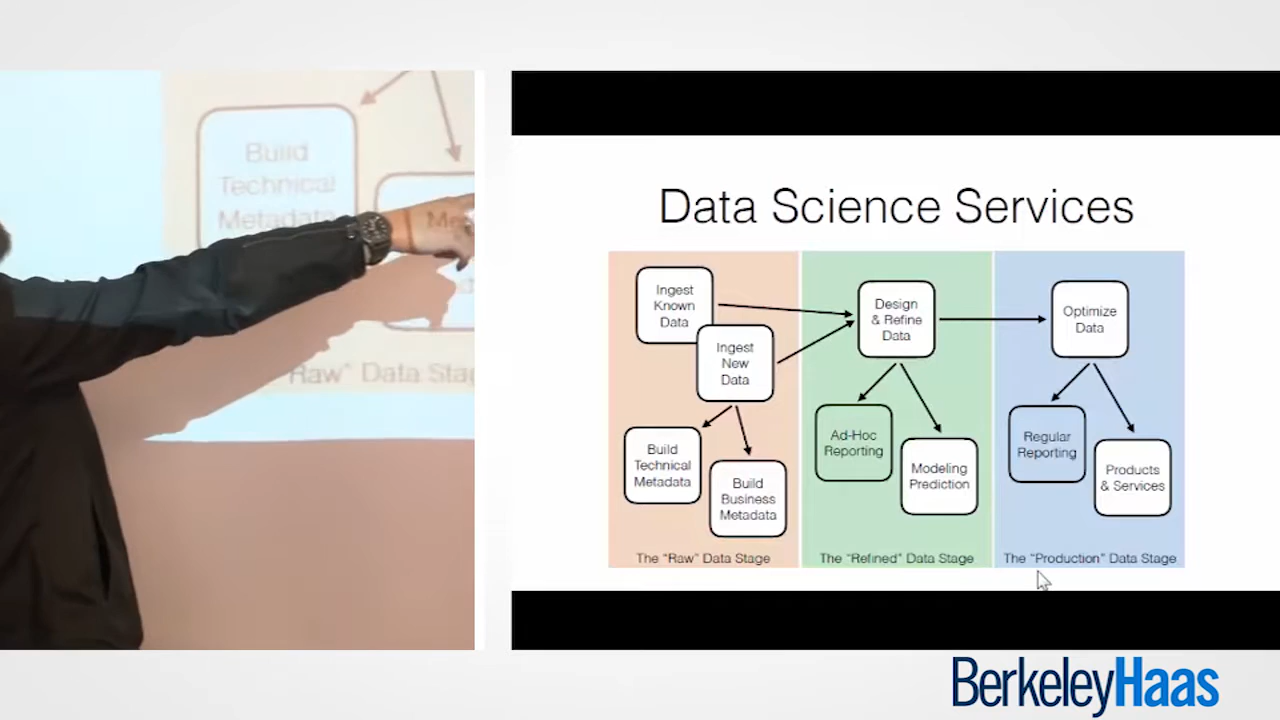 Build
Technical
Metadata
"Raw" Data
Data Science Services
Ingest
Known
Data
Ingest
New
Data
Build
Technical
Metadata
Build
Business
Metadata
The "Raw" Data Stage
Design
& Refine
Data
Ad-Hoc
Reporting
Modeling
Prediction
The "Refined" Data Stage
Optimize
Data
Regular
Reporting
Products
& Services
The "Production" Data Stage
BerkeleyHaas